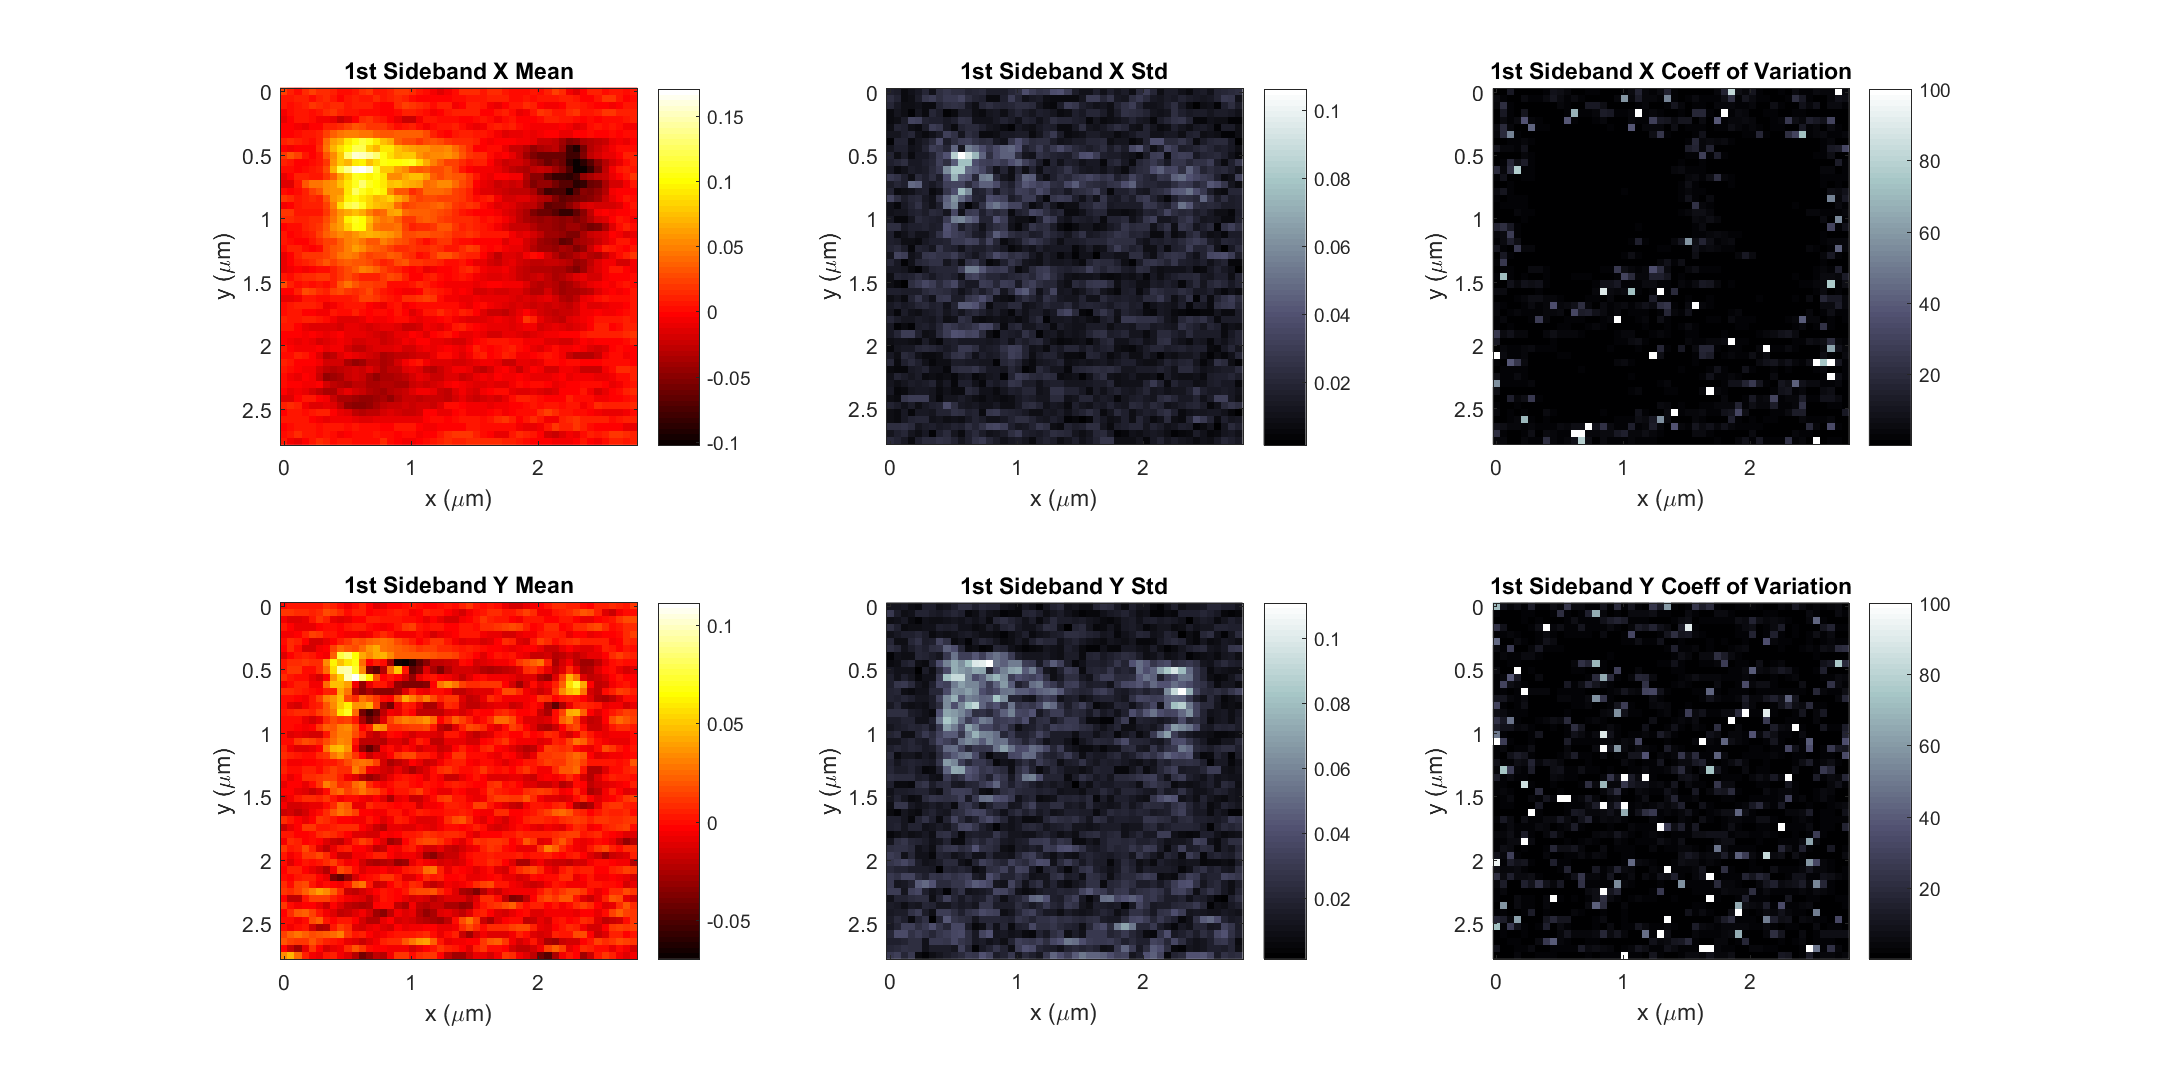 1st Sideband X Mean
0
0.5
1
1.5
2
2.5
y (μm)
0 1 2
x (μm)
0.15
0.1
0.05
0
-0.05
-0.1
1st Sideband X Std
0
0.5
1
1.5
2
2.5
y (μm)
0 1 2
x (μm)
0.1
0.08
0.06
0.04
0.02
1st Sideband X Coeff of Variation
0
0.5
1
1.5
2
2.5
y (μm)
0 1 2
x (μm)
100
80
60
40
20
1st Sideband Y Mean
0
0.5
1
1.5
2
2.5
y (μm)
0 1 2
x (μm)
0.1
0.05
0
-0.05
1st Sideband Y Std
0
0.5
1
1.5
2
2.5
y (μm)
0 1 2
x (μm)
0.1
0.08
0.06
0.04
0.02
1st Sideband Y Coeff of Variation
0
0.5
1
1.5
2
2.5
y (μm)
0 1 2
x (μm)
100
80
60
40
20